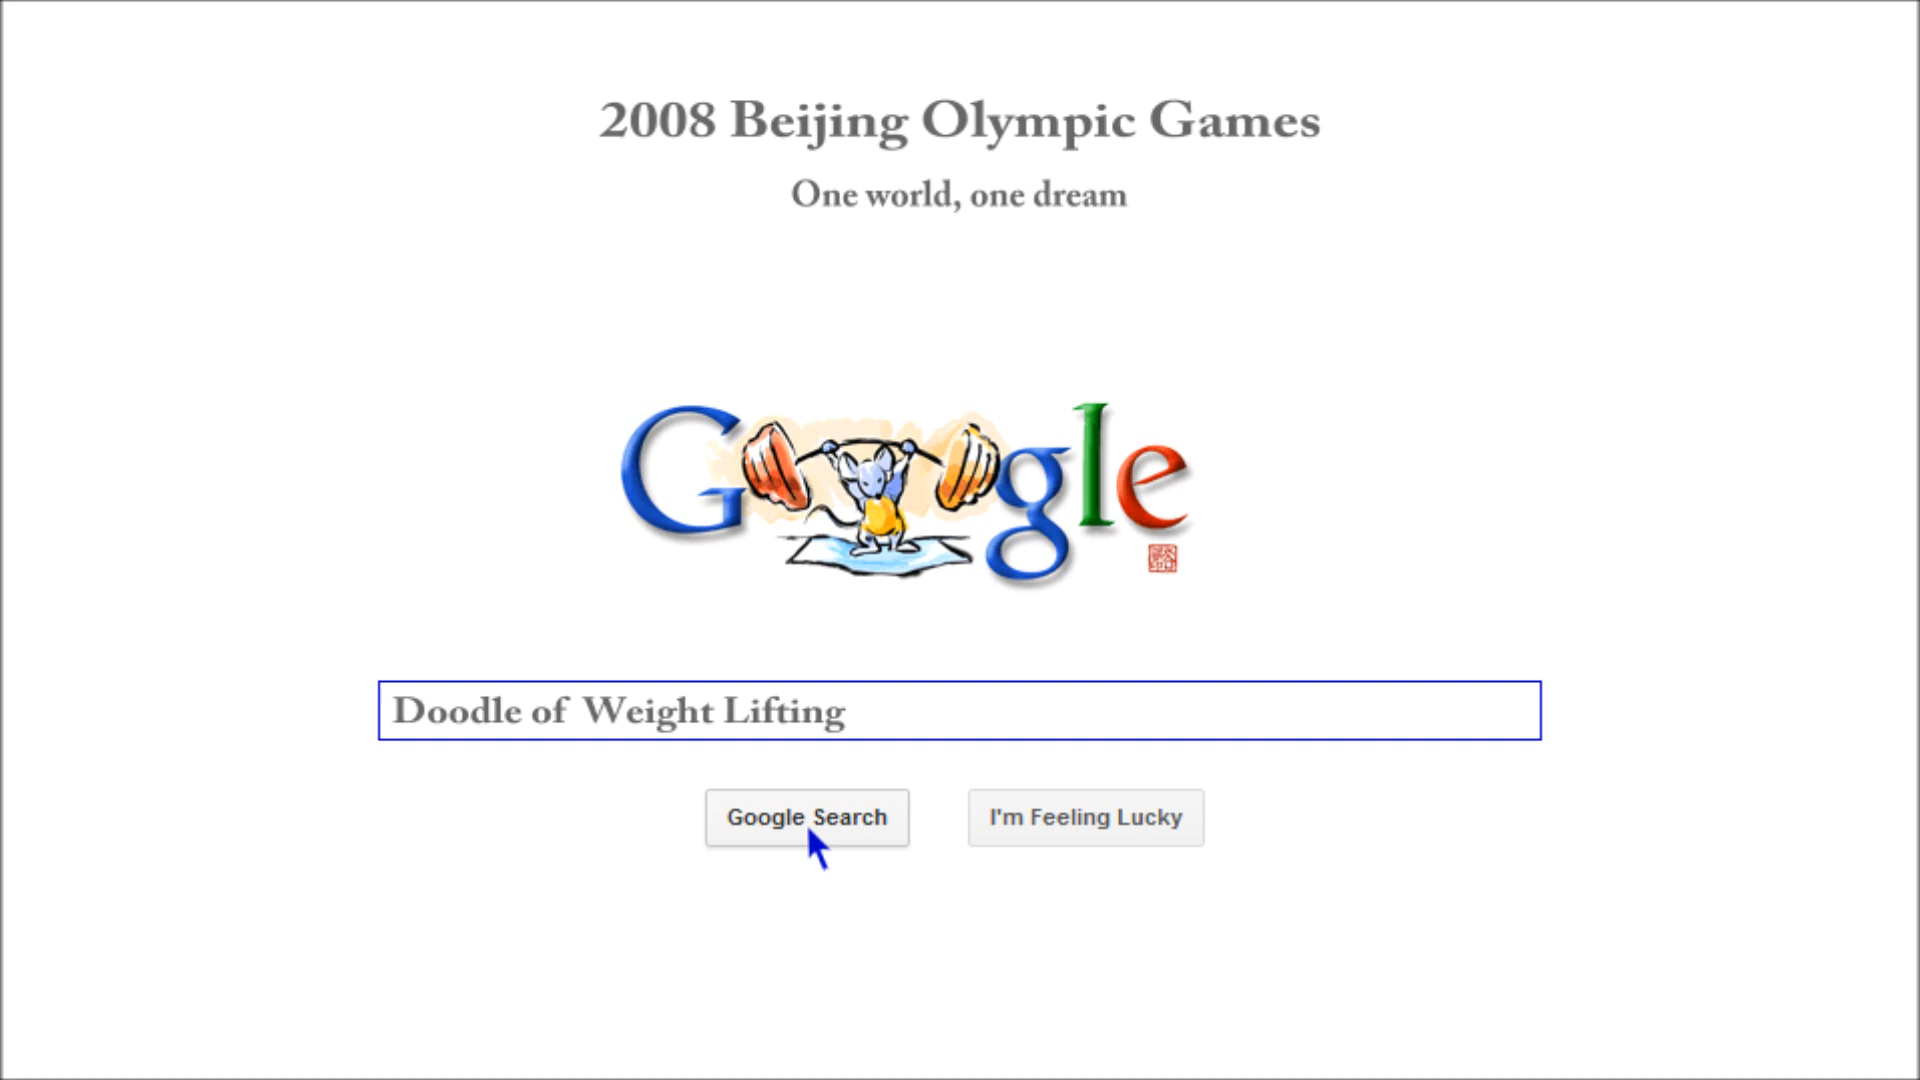 2008 Beijing Olympic Games
One world, one dream
Google
Doodle of Weight Lifting
Google Search
I'm Feeling Lucky